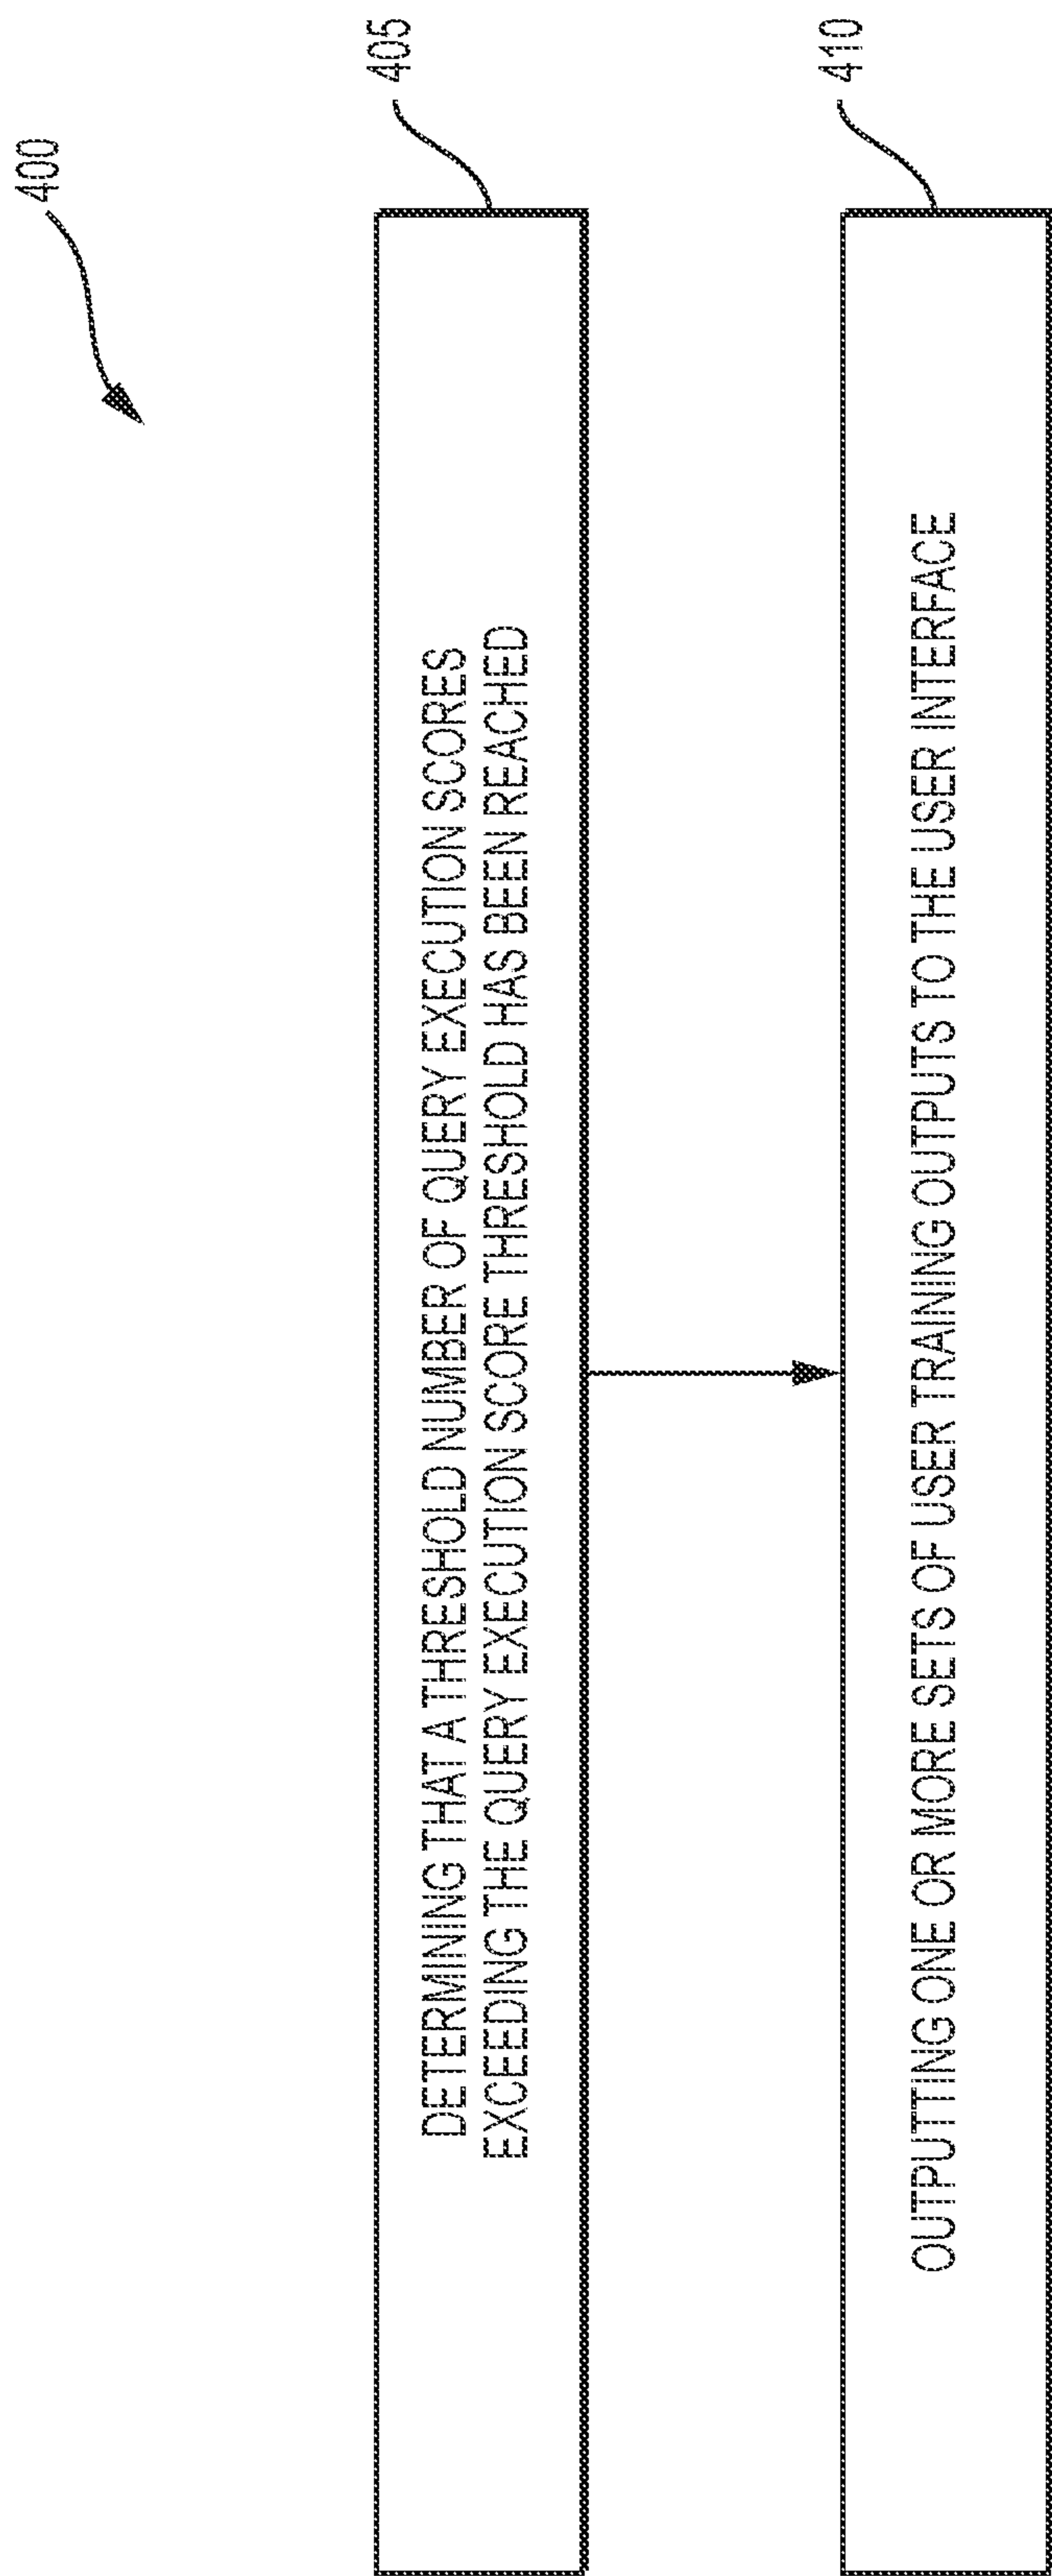 400
405
DETERMINING THAT A THRESHOLD NUMBER OF QUERY EXECUTION SCORES
EXCEEDING THE QUERY EXECUTION SCORE THRESHOLD HAS BEEN REACHED
410
OUTPUTTING ONE OR MORE SETS OF USER TRAINING OUTPUTS TO THE USER INTERFACE